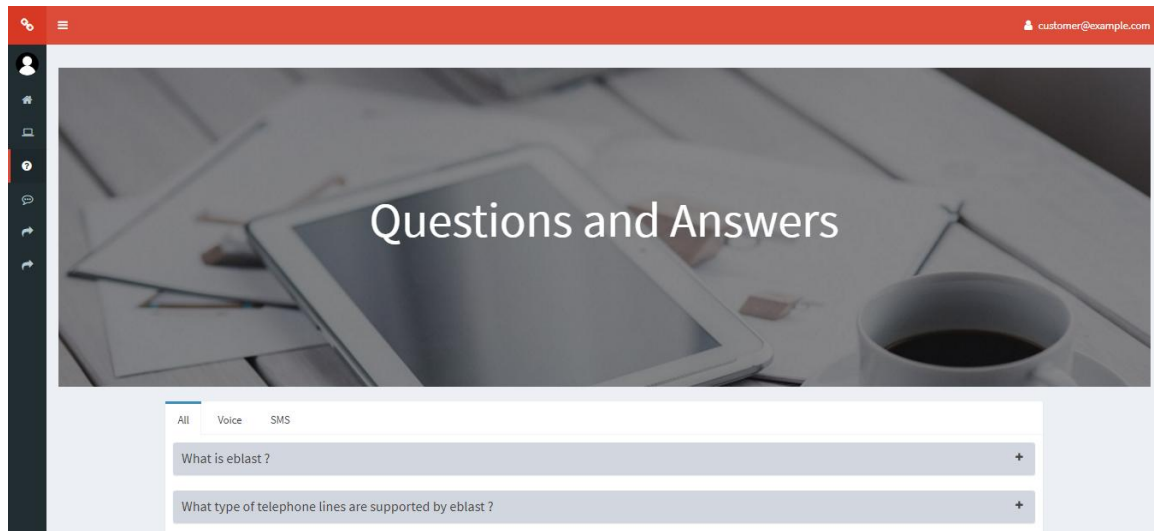 customer@example.com
Questions and Answers
All Voice SMS
What is eblast ?
What type of telephone lines are supported by eblast ?